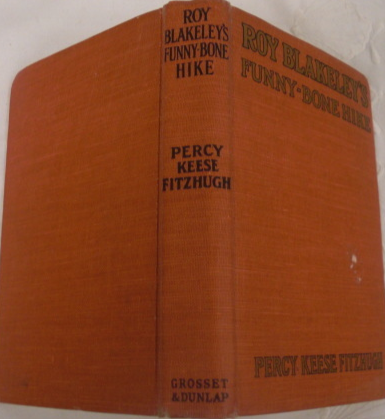 ROY
BLAKELEY'S
FUNNY-BONE
HIKE
PERCY
KEESE
FITZHUGH
GROSSET
& DUNLAP
ROY BLAKELEY'S
FUNNY-BONE HIKE
PERCY KEESE FITZHUGH